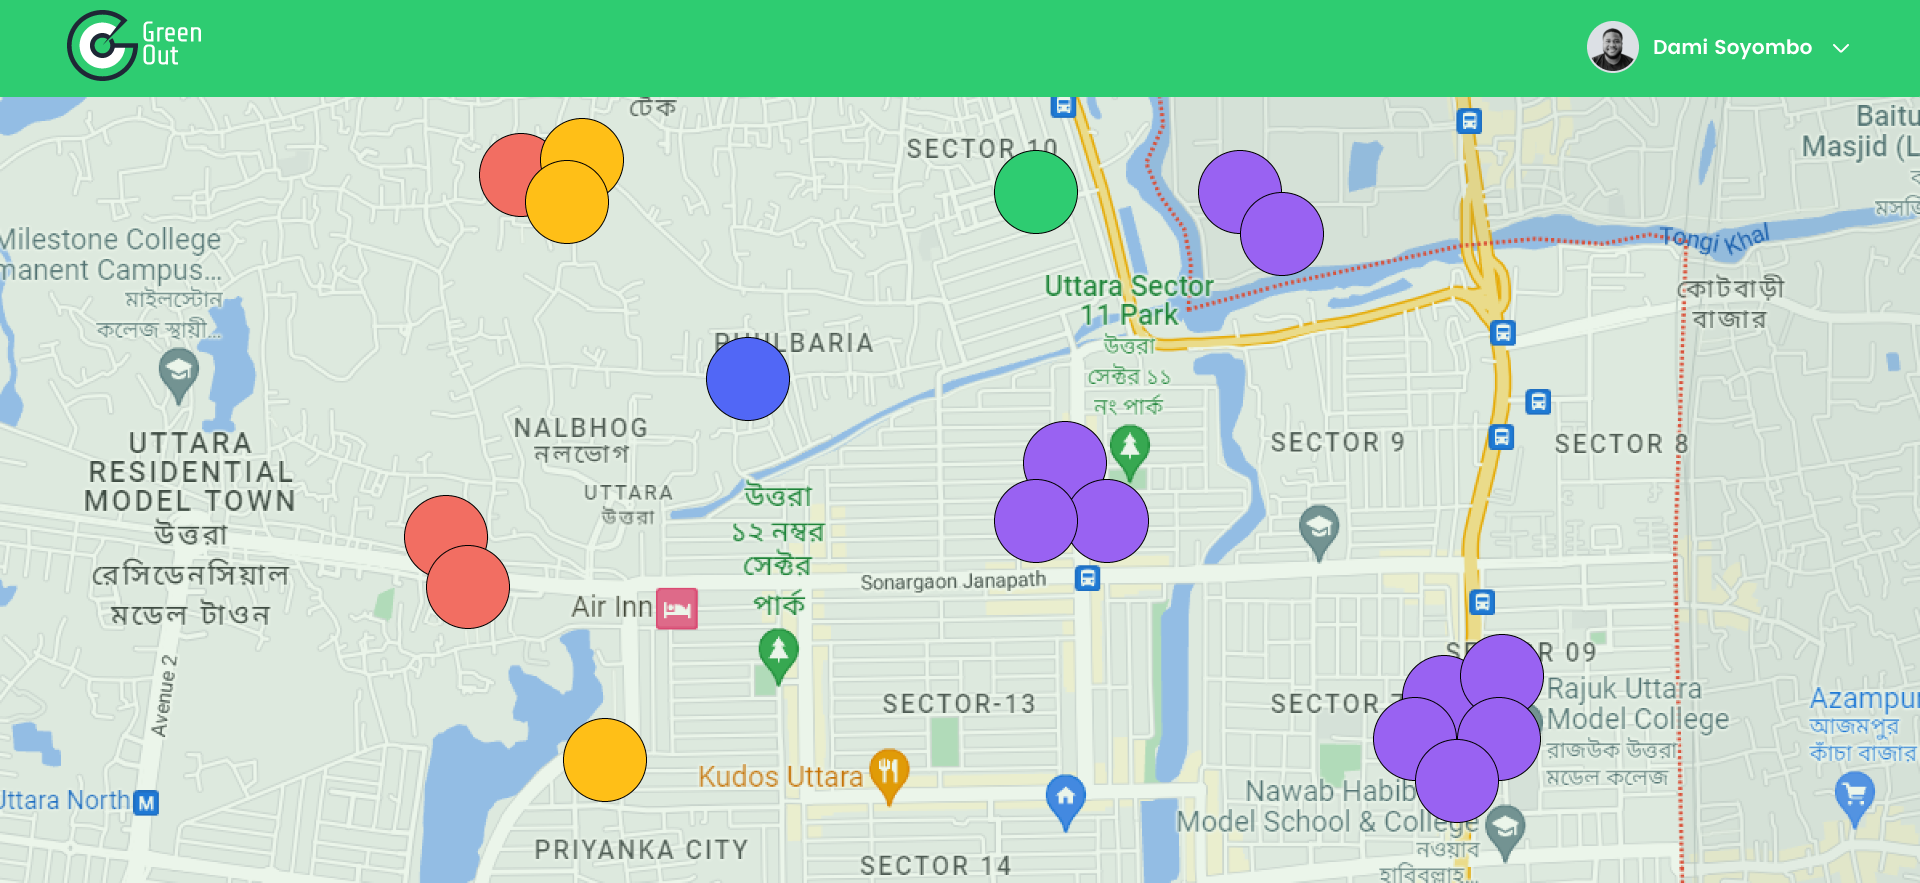 Green
Out
Dami Soyombo
টেক
SECTOR 10
Baitu
Masjid (L
মসজি
Milestone College
manent Campus...
মাইলস্টোন
কলেজ স্থায়ী...
Tongi Khal
Uttara Sector
11 Park
উত্তরা
সেক্টর ১১
নং পার্ক
কোটবাড়ী
বাজার
BHULBARIA
NALBHOG
নলভোগ
UTTARA
উত্তরা
SECTOR 9
SECTOR 8
UTTARA
RESIDENTIAL
MODEL TOWN
উত্তরা
রেসিডেনসিয়াল
মডেল টাওন
উত্তরা
১২ নম্বর
সেক্টর
পার্ক
Sonargaon Janapath
Air Inn
Avenue 2
SECTOR-13
SECTOR 7
R 09
Rajuk Uttara
Model College
রাজউক উত্তরা
মডেল কলেজ
Azampur
আজমপুর
কাঁচা বাজার
Kudos Uttara
Uttara North
M
Nawab Habib
Model School & College
নওয়াব
হাবিবুল্লাহ...
PRIYANKA CITY
SECTOR 14